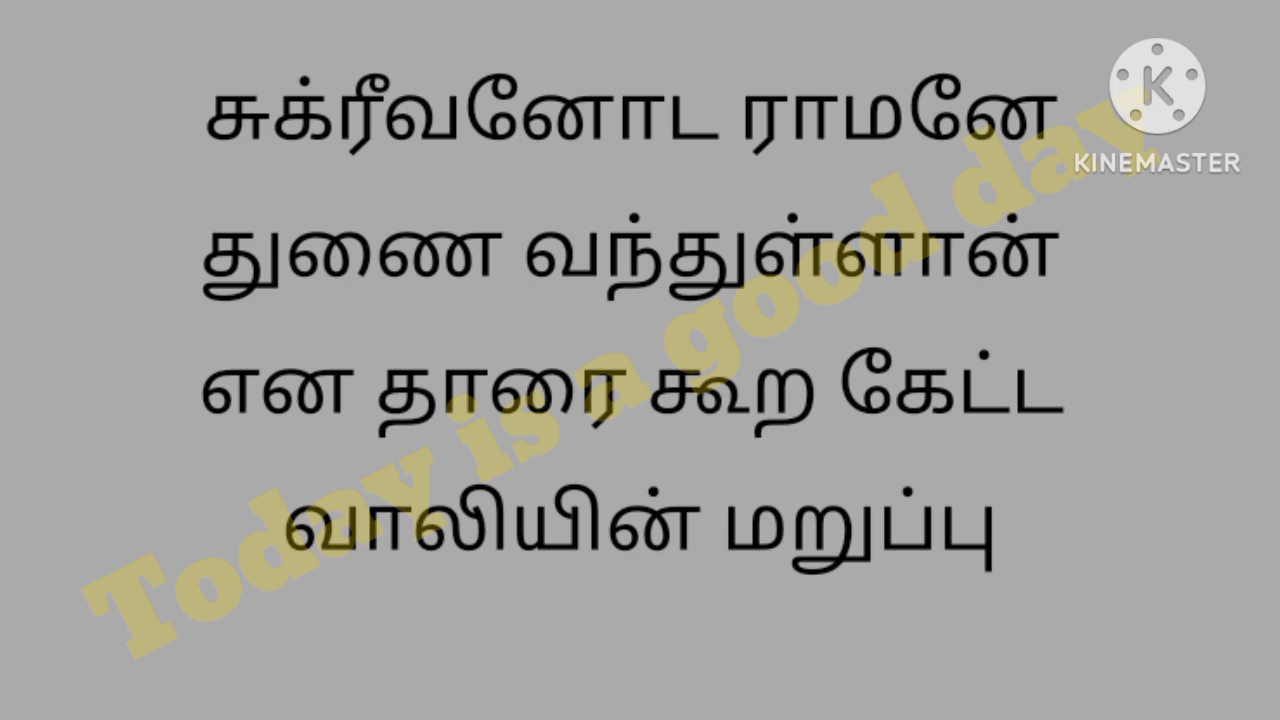 சுக்ரீவனோட ராமனே
துணை வந்துள்ளான்
என தாரை கூற கேட்ட
வாலியின் மறுப்பு
Today is a good day
KINEMASTER